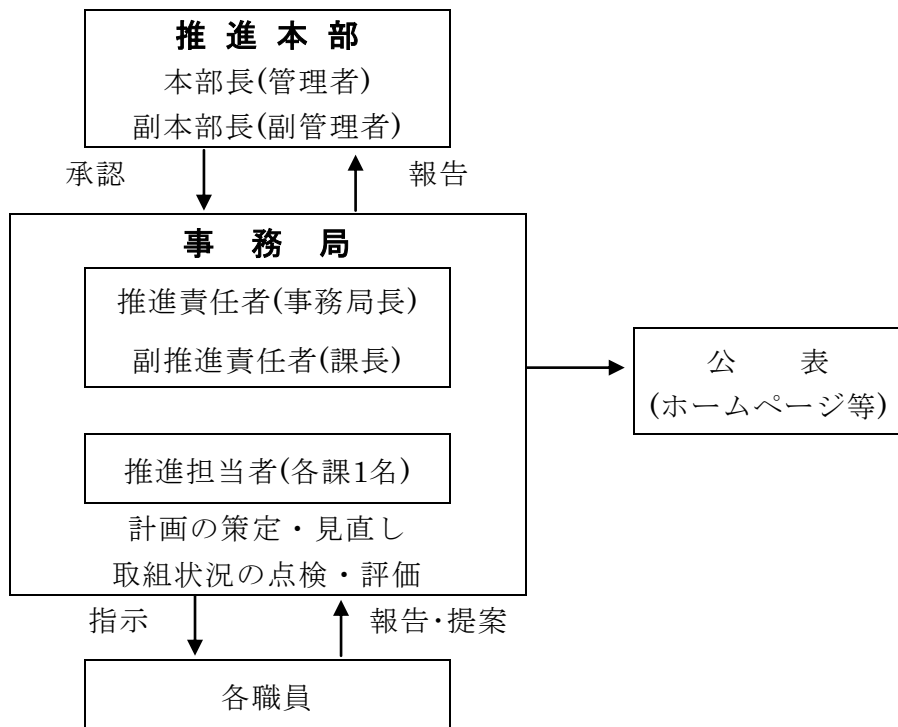 推 進 本 部
本部長(管理者)
副本部長(副管理者)
承認
報告
事 務 局
推進責任者(事務局長)
副推進責任者(課長)
公 表
(ホームページ等)
推進担当者(各課1名)
計画の策定・見直し
取組状況の点検・評価
指示
報告・提案
各職員